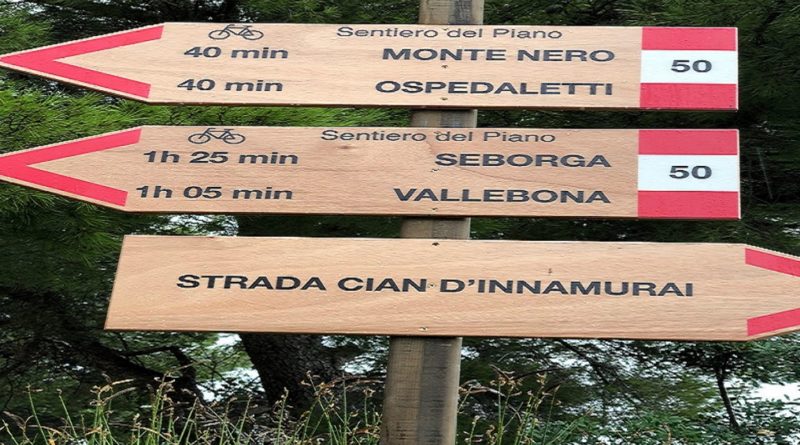 Sentiero del Piano
40 min MONTE NERO 50
40 min OSPEDALETTI
Sentiero del Piano
1h 25 min SEBORGA 50
1h 05 min VALLEBONA
STRADA CIAN D'INNAMURAI